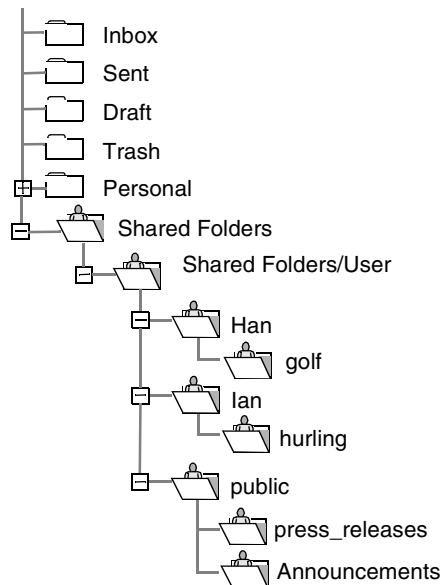 Inbox
Sent
Draft
Trash
Personal
Shared Folders
Shared Folders/User
Han
golf
Ian
hurling
public
press_releases
Announcements